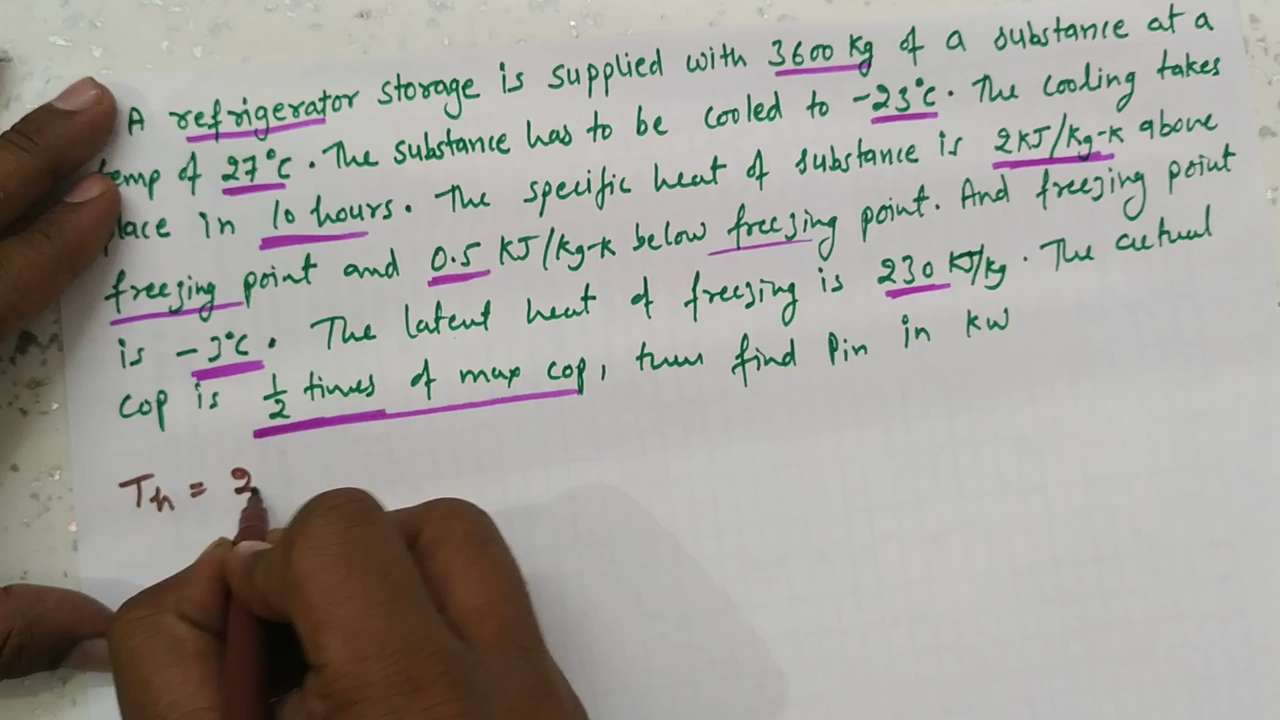 A refrigerator storage is supplied with 3600 kg of a substance at a
temp of 27°C. The substance has to be cooled to -23°C. The cooling takes
place in 10 hours. The specific heat of substance is 2KJ/kg-K above
freezing point and 0.5 KJ/kg-K below freezing point. And freezing point
is -3°C. The latent heat of freezing is 230 KJ/kg. The actual
cop is 1/2 times of max cop, then find Pin in kw
Th = 2